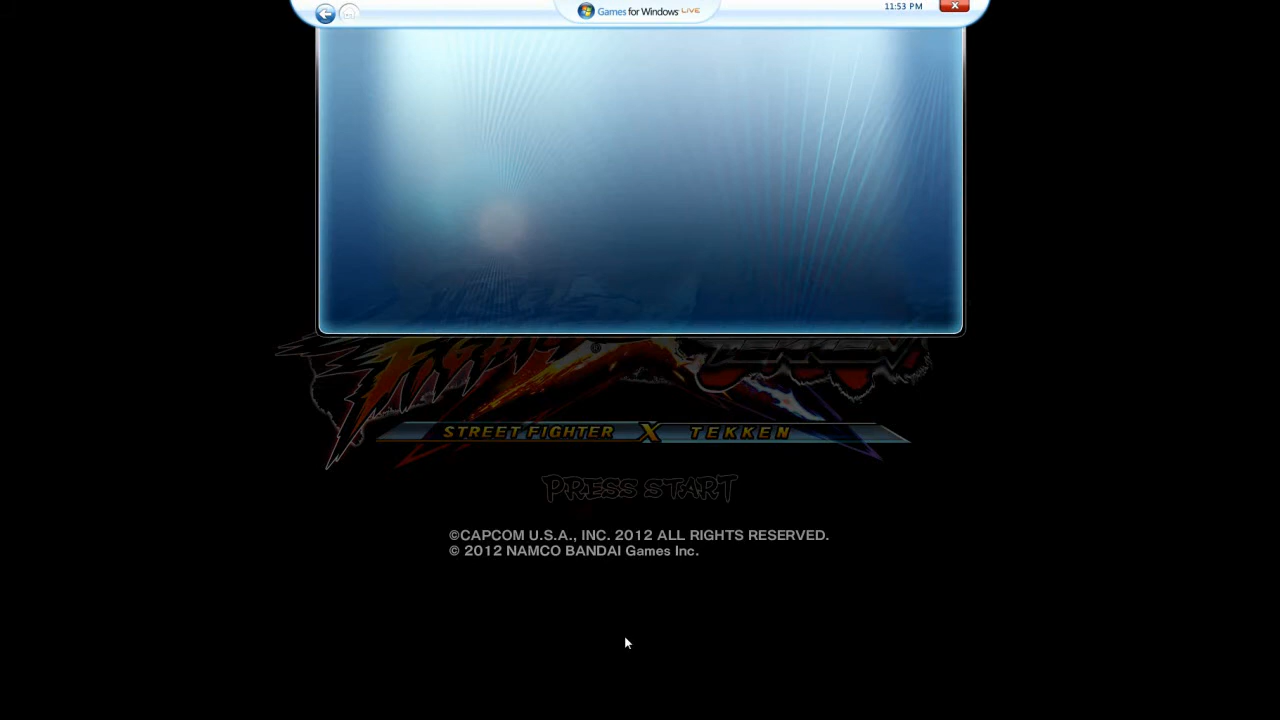 Games for Windows LIVE
11:53 PM
FIGHT
STREET FIGHTER X TEKKEN
PRESS START
©CAPCOM U.S.A., INC. 2012 ALL RIGHTS RESERVED.
© 2012 NAMCO BANDAI Games Inc.